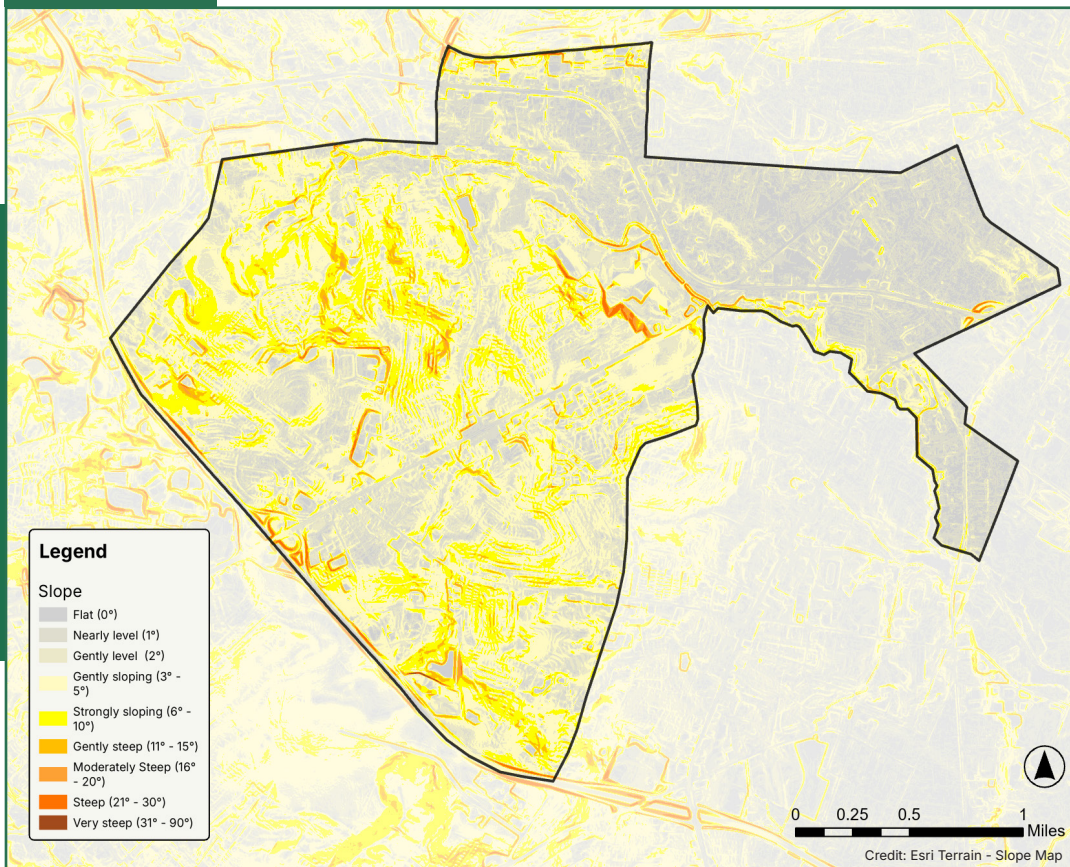 Legend
Slope
Flat (0°)
Nearly level (1°)
Gently level  (2°)
Gently sloping (3° -
5°)
Strongly sloping (6° -
10°)
Gently steep (11° - 15°)
Moderately Steep (16°
- 20°)
Steep (21° - 30°)
Very steep (31° - 90°)
0 0.25 0.5 1
Miles
Credit: Esri Terrain - Slope Map